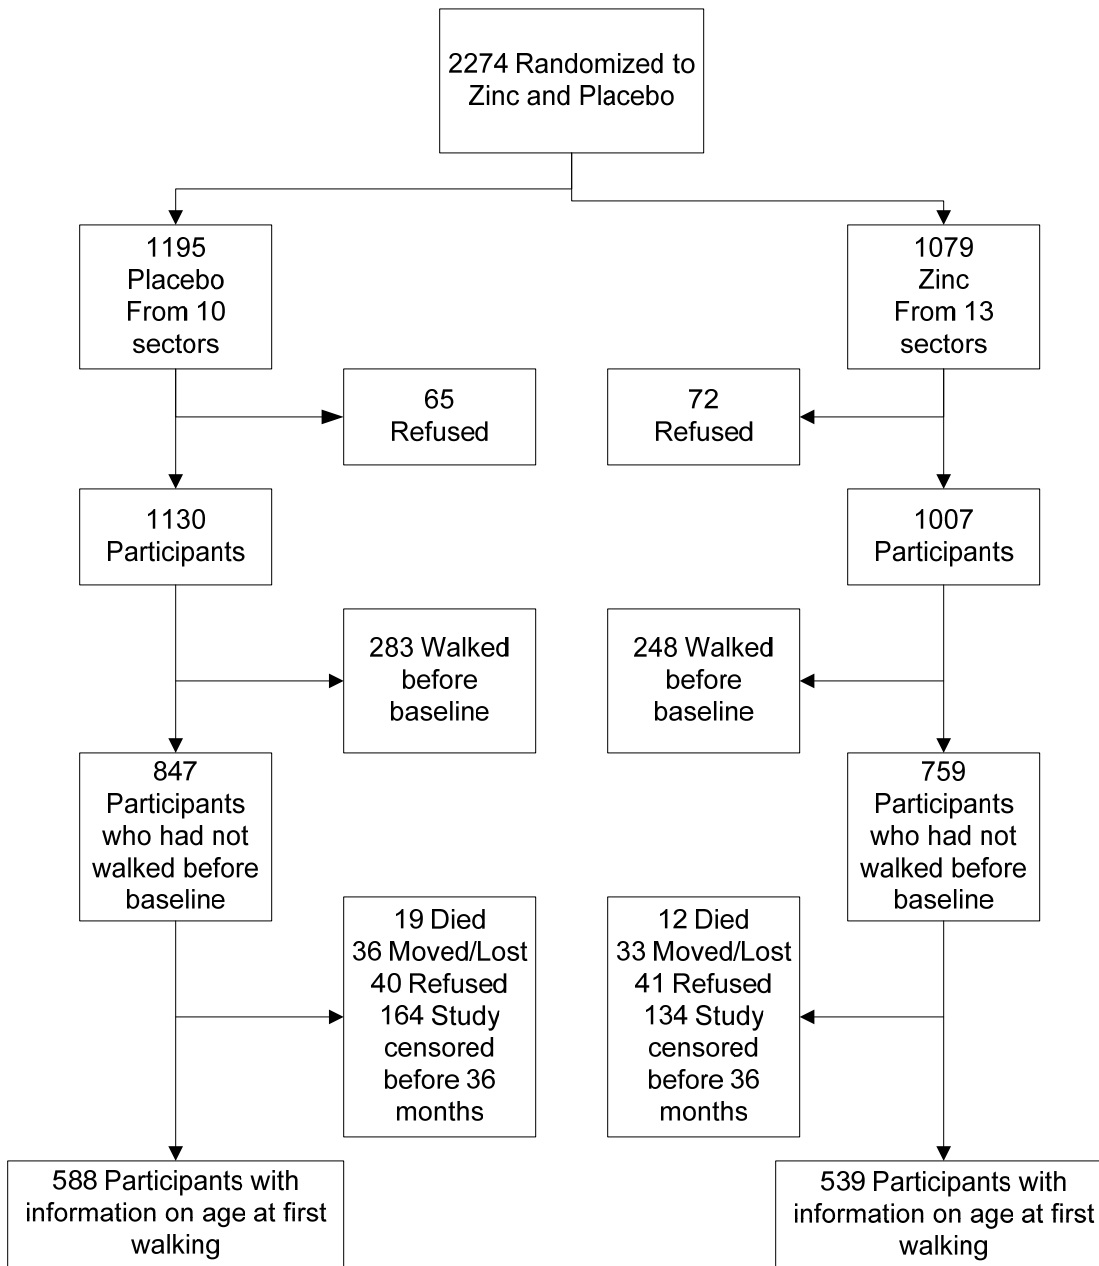 2274 Randomized to
Zinc and Placebo
1195
Placebo
From 10
sectors
1079
Zinc
From 13
sectors
65
Refused
72
Refused
1130
Participants
1007
Participants
283 Walked
before
baseline
248 Walked
before
baseline
847
Participants
who had not
walked before
baseline
759
Participants
who had not
walked before
baseline
19 Died
36 Moved/Lost
40 Refused
164 Study
censored
before 36
months
12 Died
33 Moved/Lost
41 Refused
134 Study
censored
before 36
months
588 Participants with
information on age at first
walking
539 Participants with
information on age at first
walking